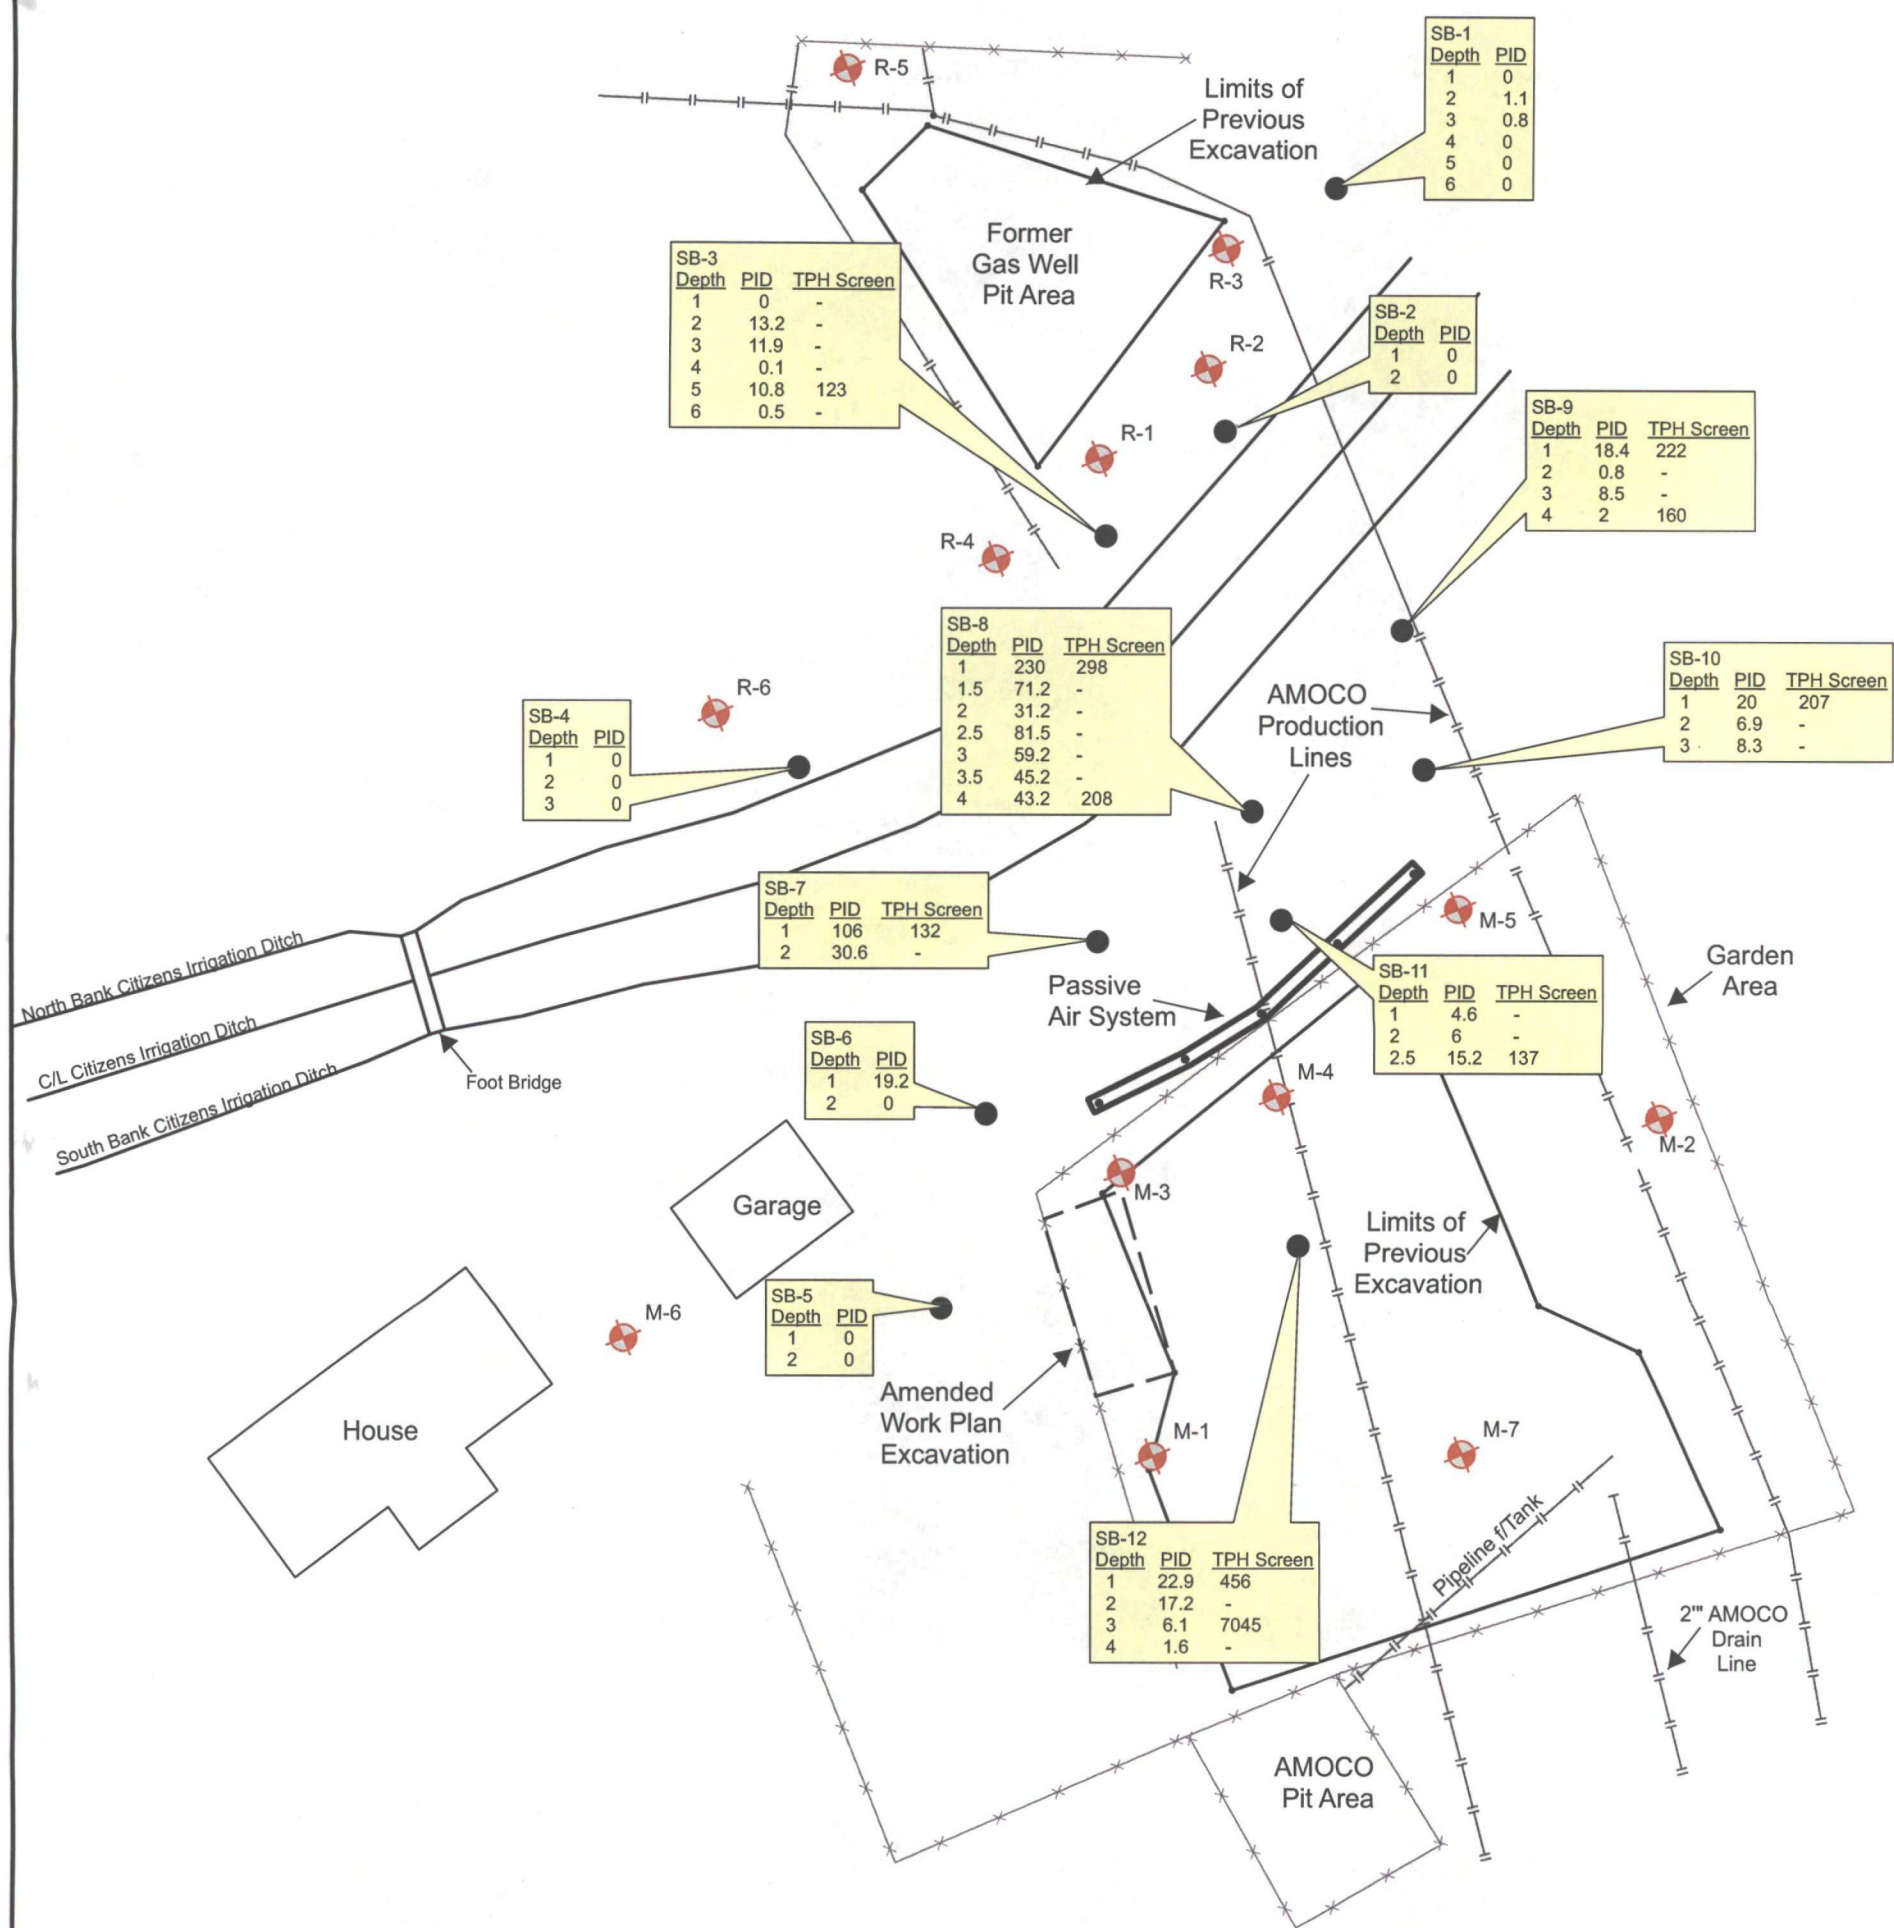 SB-1
Depth PID
1 0
2 1.1
3 0.8
4 0
5 0
6 0
R-5
Limits of
Previous
Excavation
Former
Gas Well
Pit Area
R-3
SB-3
Depth PID TPH Screen
1 0 -
2 13.2 -
3 11.9 -
4 0.1 -
5 10.8 123
6 0.5 -
SB-2
Depth PID
1 0
2 0
R-2
R-1
SB-9
Depth PID TPH Screen
1 18.4 222
2 0.8 -
3 8.5 -
4 2 160
R-4
SB-8
Depth PID TPH Screen
1 230 298
1.5 71.2 -
2 31.2 -
2.5 81.5 -
3 59.2 -
3.5 45.2 -
4 43.2 208
SB-10
Depth PID TPH Screen
1 20 207
2 6.9 -
3 8.3 -
R-6
AMOCO
Production
Lines
SB-4
Depth PID
1 0
2 0
3 0
SB-7
Depth PID TPH Screen
1 106 132
2 30.6 -
M-5
Garden
Area
North Bank Citizens Irrigation Ditch
C/L Citizens Irrigation Ditch
South Bank Citizens Irrigation Ditch
Foot Bridge
Passive
Air System
SB-11
Depth PID TPH Screen
1 4.6 -
2 6 -
2.5 15.2 137
SB-6
Depth PID
1 19.2
2 0
M-4
M-2
M-3
Garage
Limits of
Previous
Excavation
SB-5
Depth PID
1 0
2 0
M-6
House
Amended
Work Plan
Excavation
M-1
M-7
Pipeline f/Tank
SB-12
Depth PID TPH Screen
1 22.9 456
2 17.2 -
3 6.1 7045
4 1.6 -
2"' AMOCO
Drain
Line
AMOCO
Pit Area